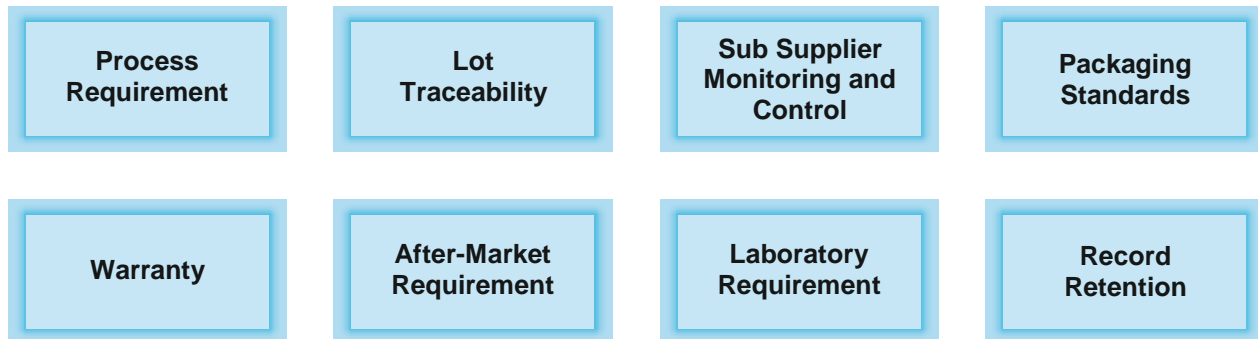 Process
Requirement
Lot
Traceability
Sub Supplier
Monitoring and
Control
Packaging
Standards
Warranty
After-Market
Requirement
Laboratory
Requirement
Record
Retention